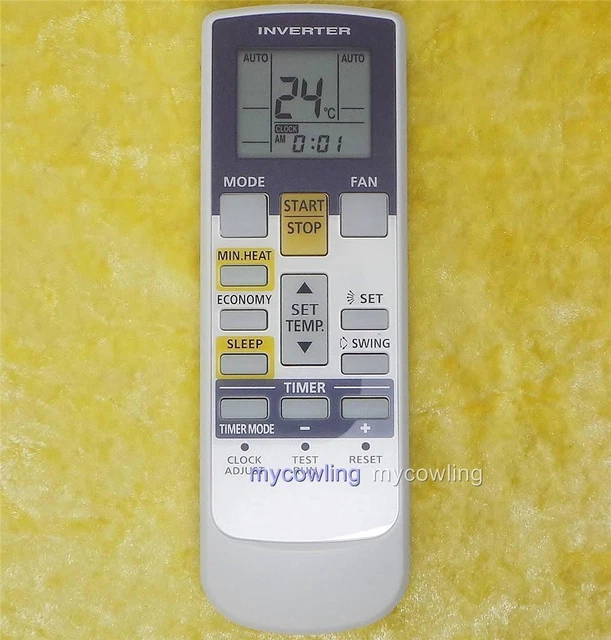 INVERTER
AUTO AUTO
24°C
CLOCK
AM 0:01
MODE FAN
START
STOP
MIN.HEAT
ECONOMY
SET
TEMP.
SET
SLEEP
SWING
TIMER
TIMER MODE - +
CLOCK
ADJUST
TEST
RUN
RESET
mycowling mycowling